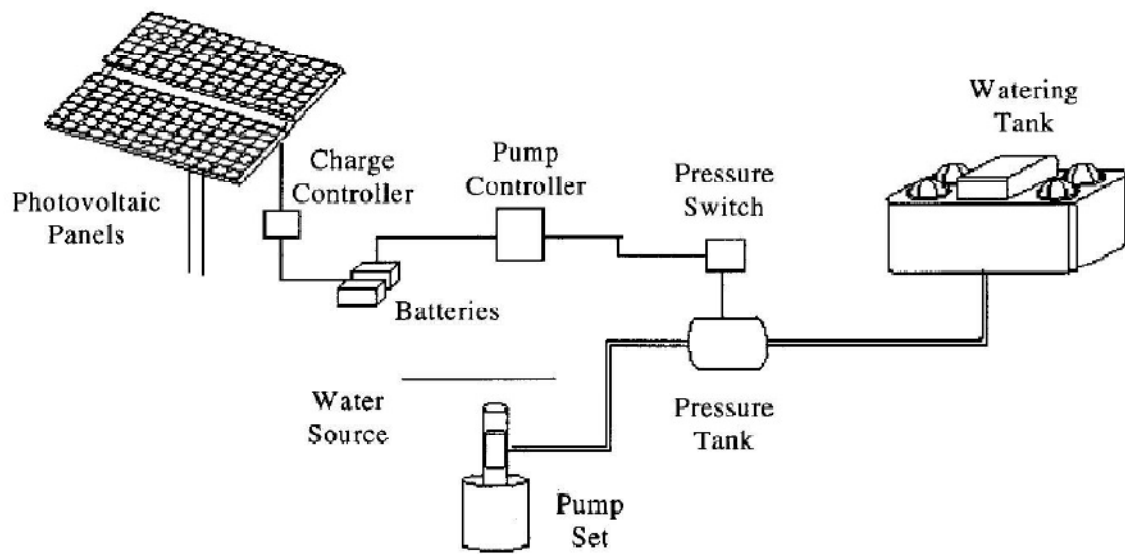 Watering
Tank
Charge
Controller
Pump
Controller
Pressure
Switch
Photovoltaic
Panels
Batteries
Water
Source
Pressure
Tank
Pump
Set